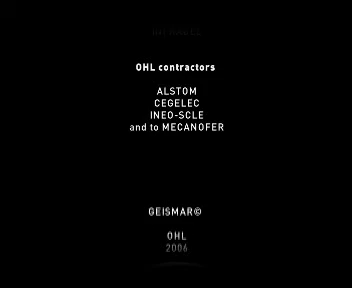 OHL contractors
ALSTOM
CEGELEC
INEO-SCLE
and to MECANOFER
GEISMAR©
OHL
2006